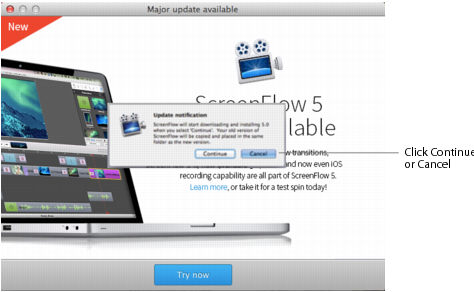 Major update available
New
ScreenFlow 5
lable
Update notification
ScreenFlow will start downloading and installing 5.0
when you select 'Continue'. Your old version of
ScreenFlow will be copied and placed in the same
folder as the new version.
Continue
Cancel
w transitions,
and now even iOS
recording capability are all part of ScreenFlow 5.
Learn more, or take it for a test spin today!
Try now
Click Continue
or Cancel